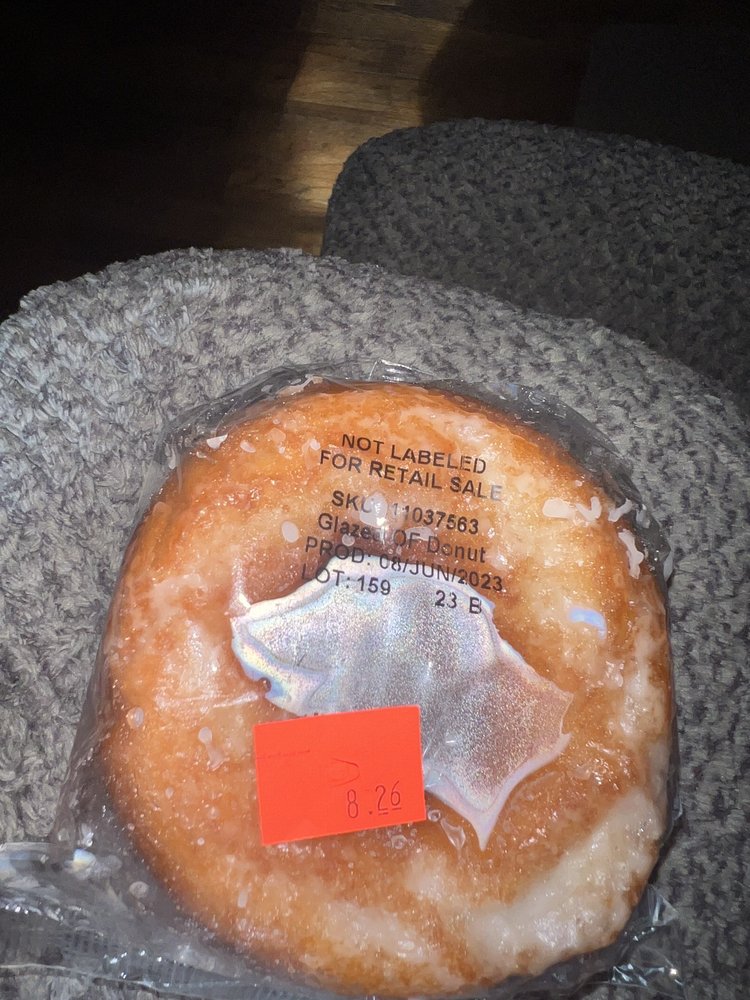 NOT LABELED
FOR RETAIL SALE
SKU: 11037563
Glazed OF Donut
PROD: 08/JUN/2023
LOT: 159 23 B
8.26